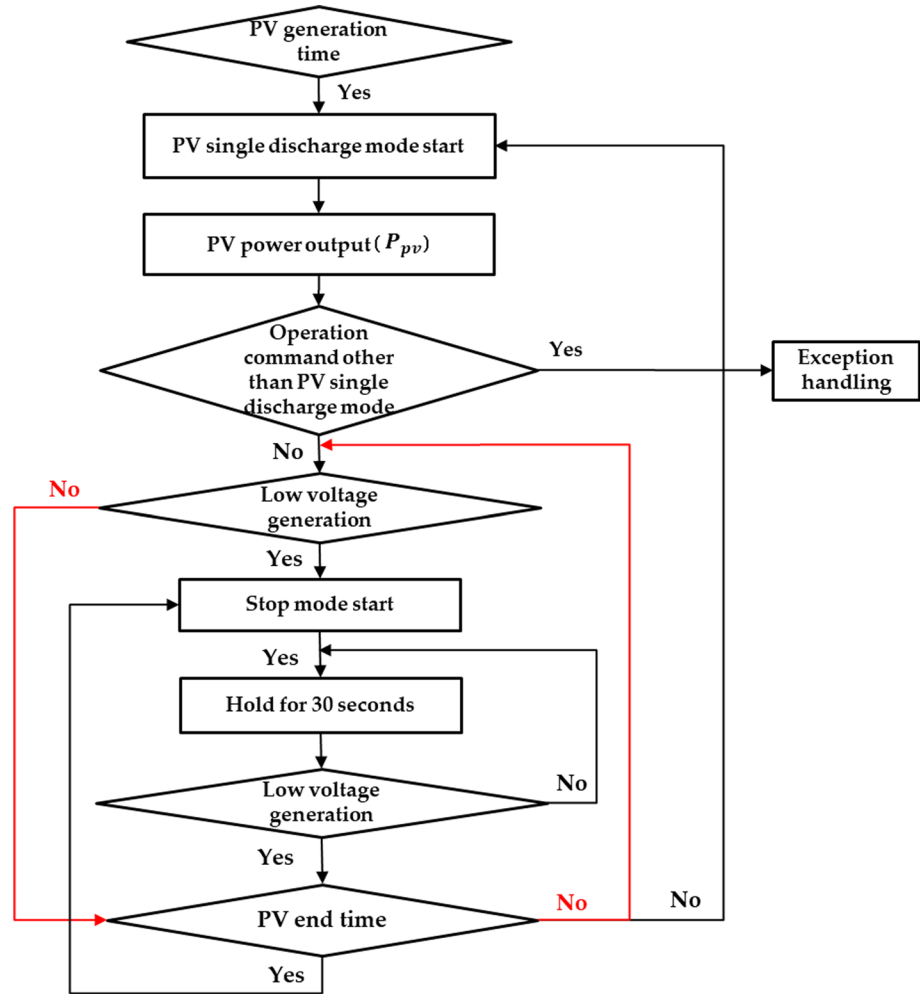 PV generation
time
Yes
PV single discharge mode start
PV power output ( P_pv)
Operation
command other
than PV single
discharge mode
Yes
Exception
handling
No
No
Low voltage
generation
Yes
Stop mode start
Yes
Hold for 30 seconds
Low voltage
generation
No
Yes
PV end time
No
No
Yes